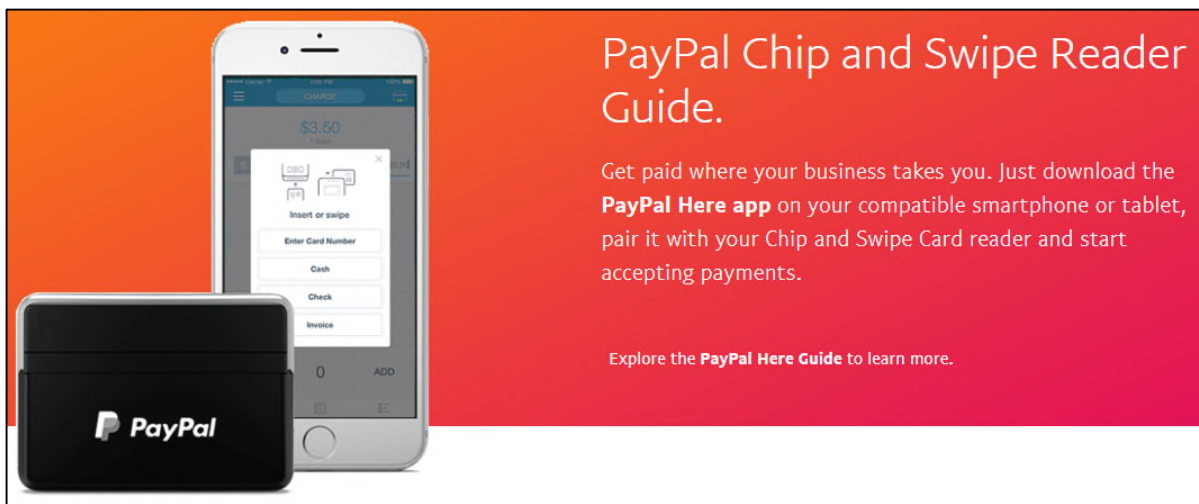 PayPal Chip and Swipe Reader
Guide.
Get paid where your business takes you. Just download the
PayPal Here app on your compatible smartphone or tablet,
pair it with your Chip and Swipe Card reader and start
accepting payments.
Explore the PayPal Here Guide to learn more.
CHARGE
$3.50
Insert or swipe
Enter Card Number
Cash
Check
Invoice
0 ADD
PayPal